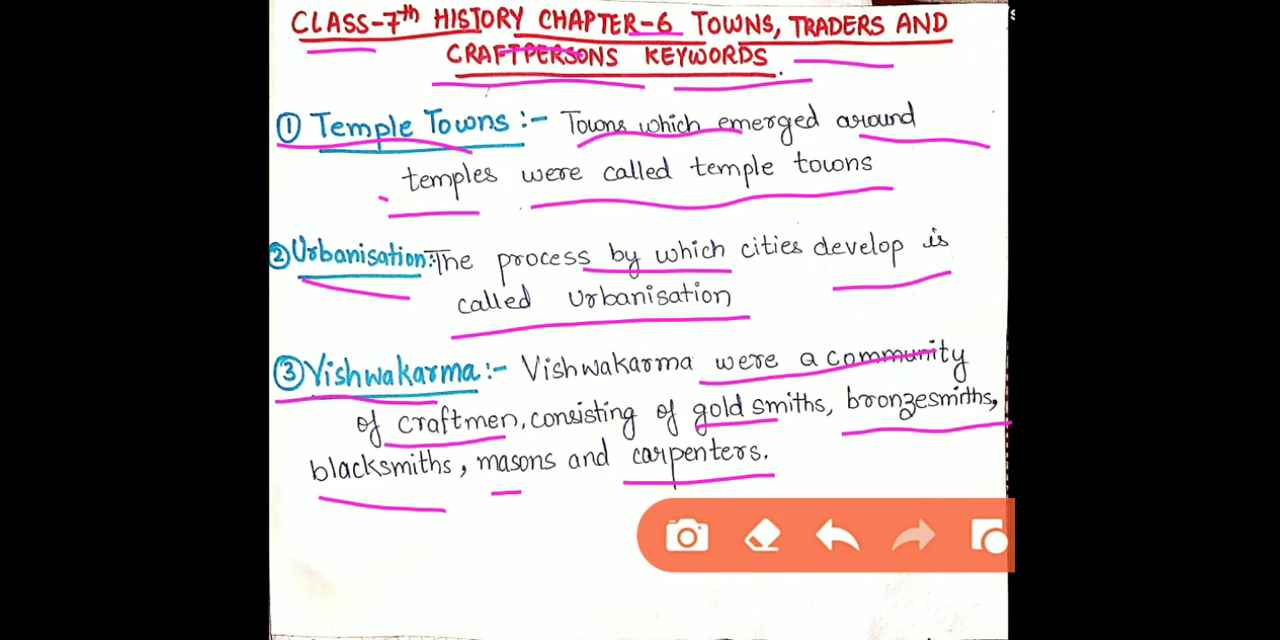 CLASS-7th HISTORY CHAPTER-6 TOWNS, TRADERS AND
CRAFTPERSONS KEYWORDS
① Temple Towns :- Towns which emerged around
temples were called temple towns
② Urbanisation:- The process by which cities develop is
called Urbanisation
③ Vishwakarma :- Vishwakarma were a community
of craftmen, consisting of gold smiths, bronzesmiths,
blacksmiths, masons and carpenters.